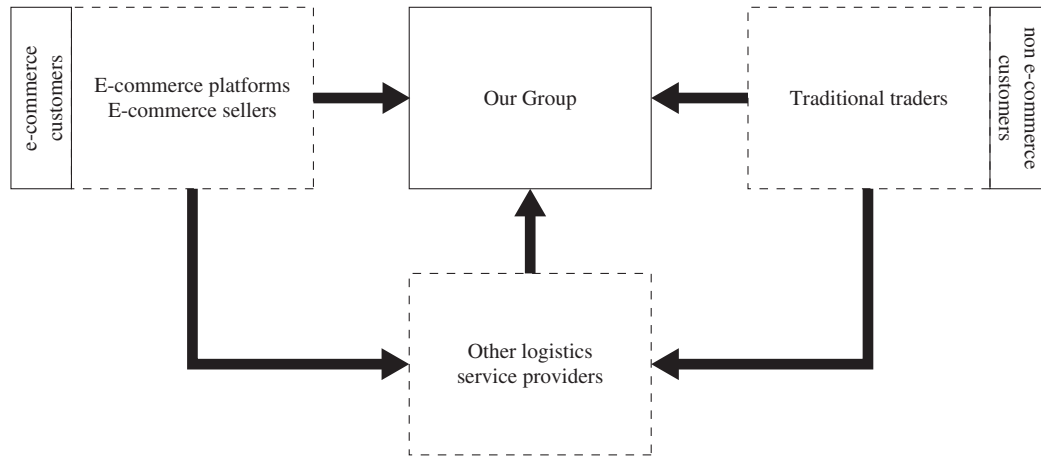 e-commerce
customers
E-commerce platforms
E-commerce sellers
Our Group
Traditional traders
non e-commerce
customers
Other logistics
service providers